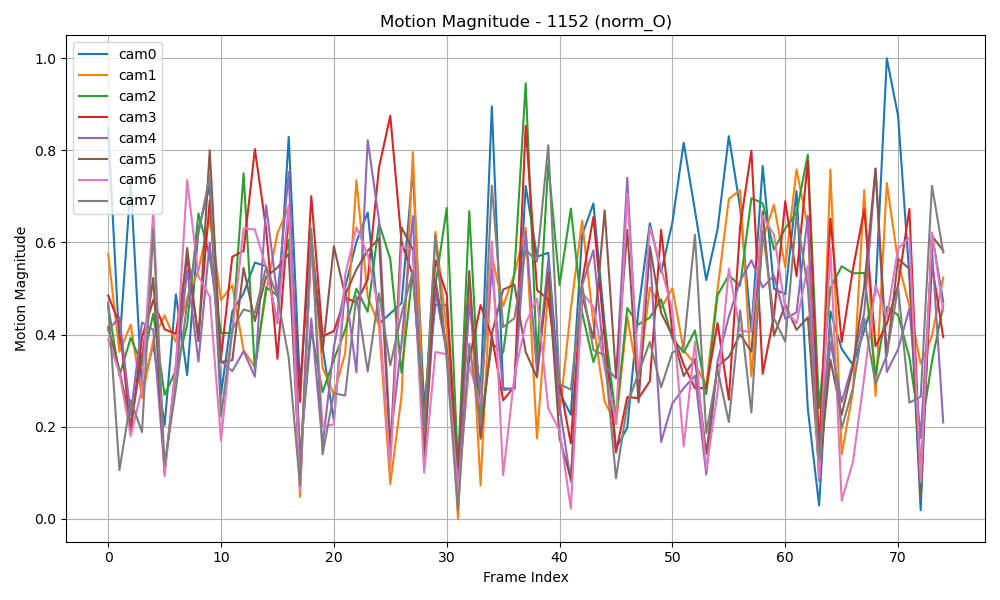 Motion Magnitude - 1152 (norm_O)
Motion Magnitude
1.0
0.8
0.6
0.4
0.2
0.0
cam0
cam1
cam2
cam3
cam4
cam5
cam6
cam7
0 10 20 30 40 50 60 70
Frame Index